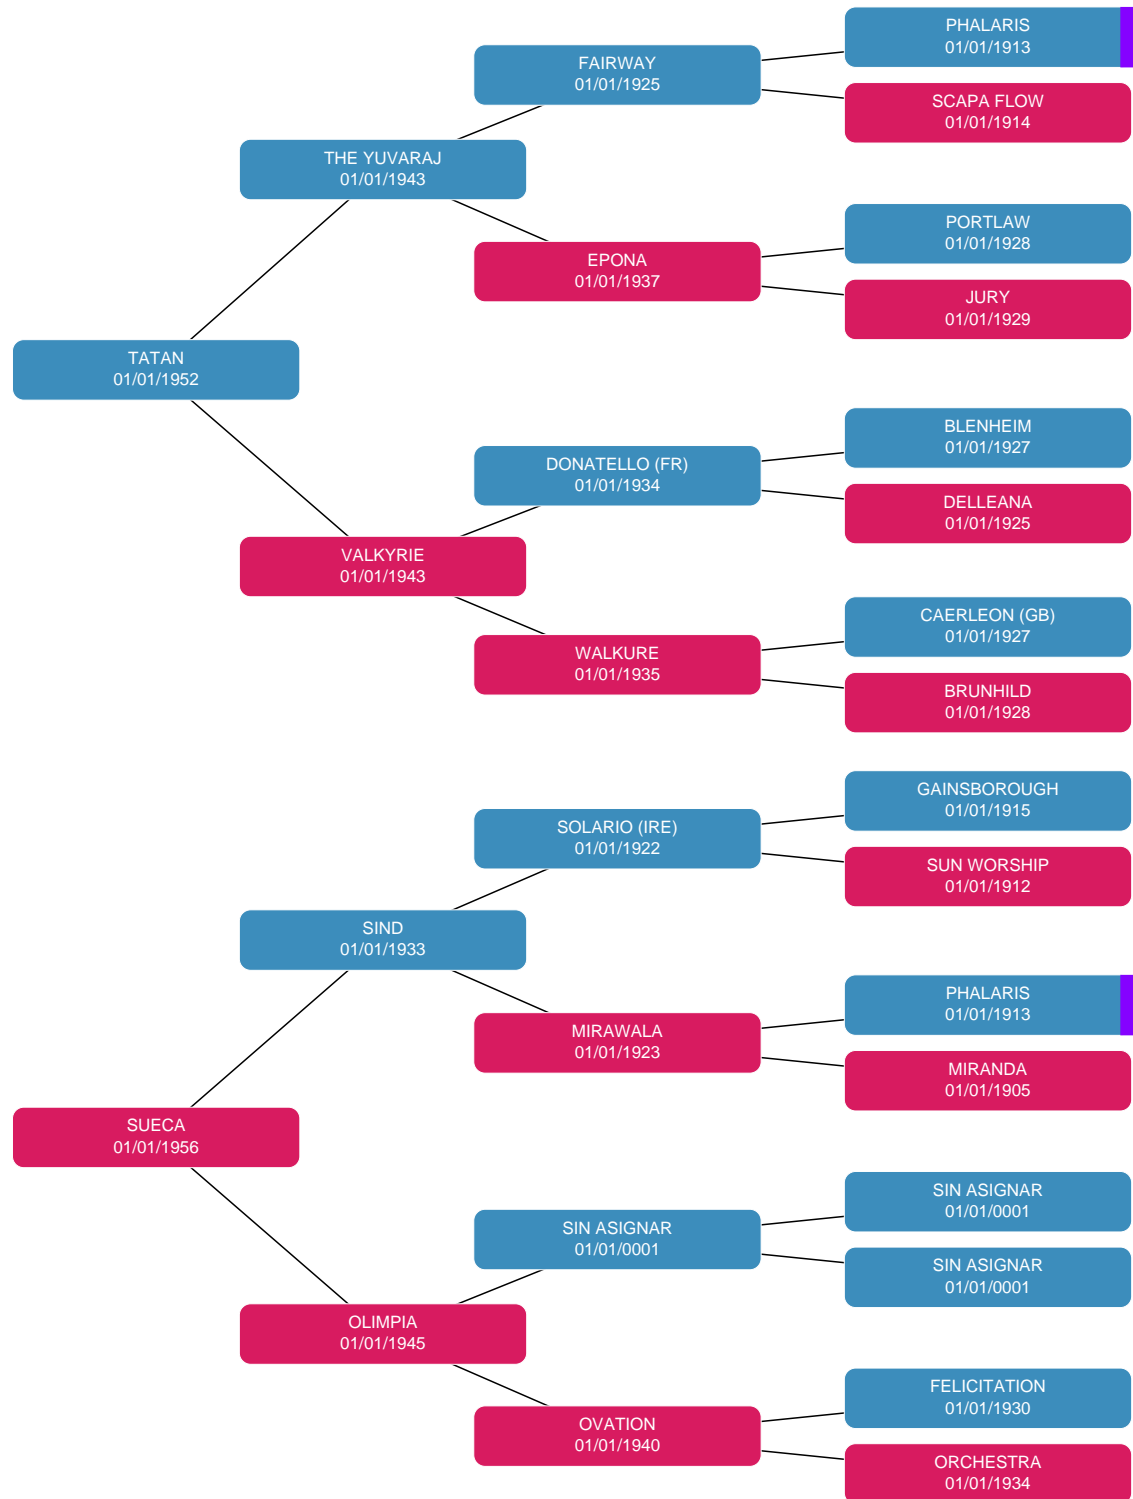 PHALARIS
01/01/1913
FAIRWAY
01/01/1925
SCAPA FLOW
01/01/1914
THE YUVARAJ
01/01/1943
PORTLAW
01/01/1928
EPONA
01/01/1937
JURY
01/01/1929
TATAN
01/01/1952
BLENHEIM
01/01/1927
DONATELLO (FR)
01/01/1934
DELLEANA
01/01/1925
VALKYRIE
01/01/1943
CAERLEON (GB)
01/01/1927
WALKURE
01/01/1935
BRUNHILD
01/01/1928
GAINSBOROUGH
01/01/1915
SOLARIO (IRE)
01/01/1922
SUN WORSHIP
01/01/1912
SIND
01/01/1933
PHALARIS
01/01/1913
MIRAWALA
01/01/1923
MIRANDA
01/01/1905
SUECA
01/01/1956
SIN ASIGNAR
01/01/0001
SIN ASIGNAR
01/01/0001
SIN ASIGNAR
01/01/0001
OLIMPIA
01/01/1945
FELICITATION
01/01/1930
OVATION
01/01/1940
ORCHESTRA
01/01/1934